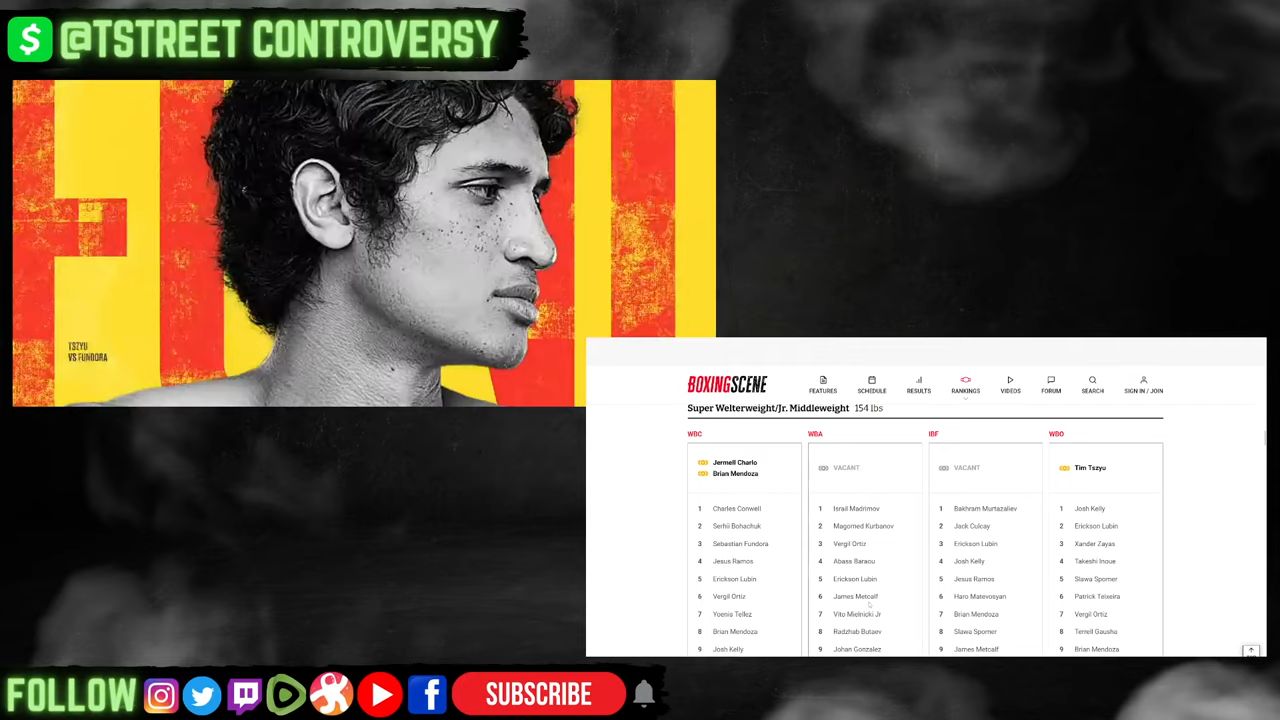 $ @TSTREET CONTROVERSY
TSZYU
VS FUNDORA
BOXINGSCENE
FEATURES
SCHEDULE
RESULTS
RANKINGS
VIDEOS
FORUM
SEARCH
SIGN IN / JOIN
Super Welterweight/Jr. Middleweight 154 lbs
WBC
Jermell Charlo
Brian Mendoza
1 Charles Conwell
2 Serhii Bohachuk
3 Sebastian Fundora
4 Jesus Ramos
5 Erickson Lubin
6 Vergil Ortiz
7 Yoenis Tellez
8 Brian Mendoza
9 Josh Kelly
WBA
VACANT
1 Israil Madrimov
2 Magomed Kurbanov
3 Vergil Ortiz
4 Abass Baraou
5 Erickson Lubin
6 James Metcalf
7 Vito Mielnicki Jr
8 Radzhab Butaev
9 Johan Gonzalez
IBF
VACANT
1 Bakhram Murtazaliev
2 Jack Culcay
3 Erickson Lubin
4 Josh Kelly
5 Jesus Ramos
6 Haro Matevosyan
7 Brian Mendoza
8 Slawa Spomer
9 James Metcalf
WBO
Tim Tszyu
1 Josh Kelly
2 Erickson Lubin
3 Xander Zayas
4 Takeshi Inoue
5 Slawa Spomer
6 Patrick Teixeira
7 Vergil Ortiz
8 Terrell Gausha
9 Brian Mendoza
FOLLOW
SUBSCRIBE